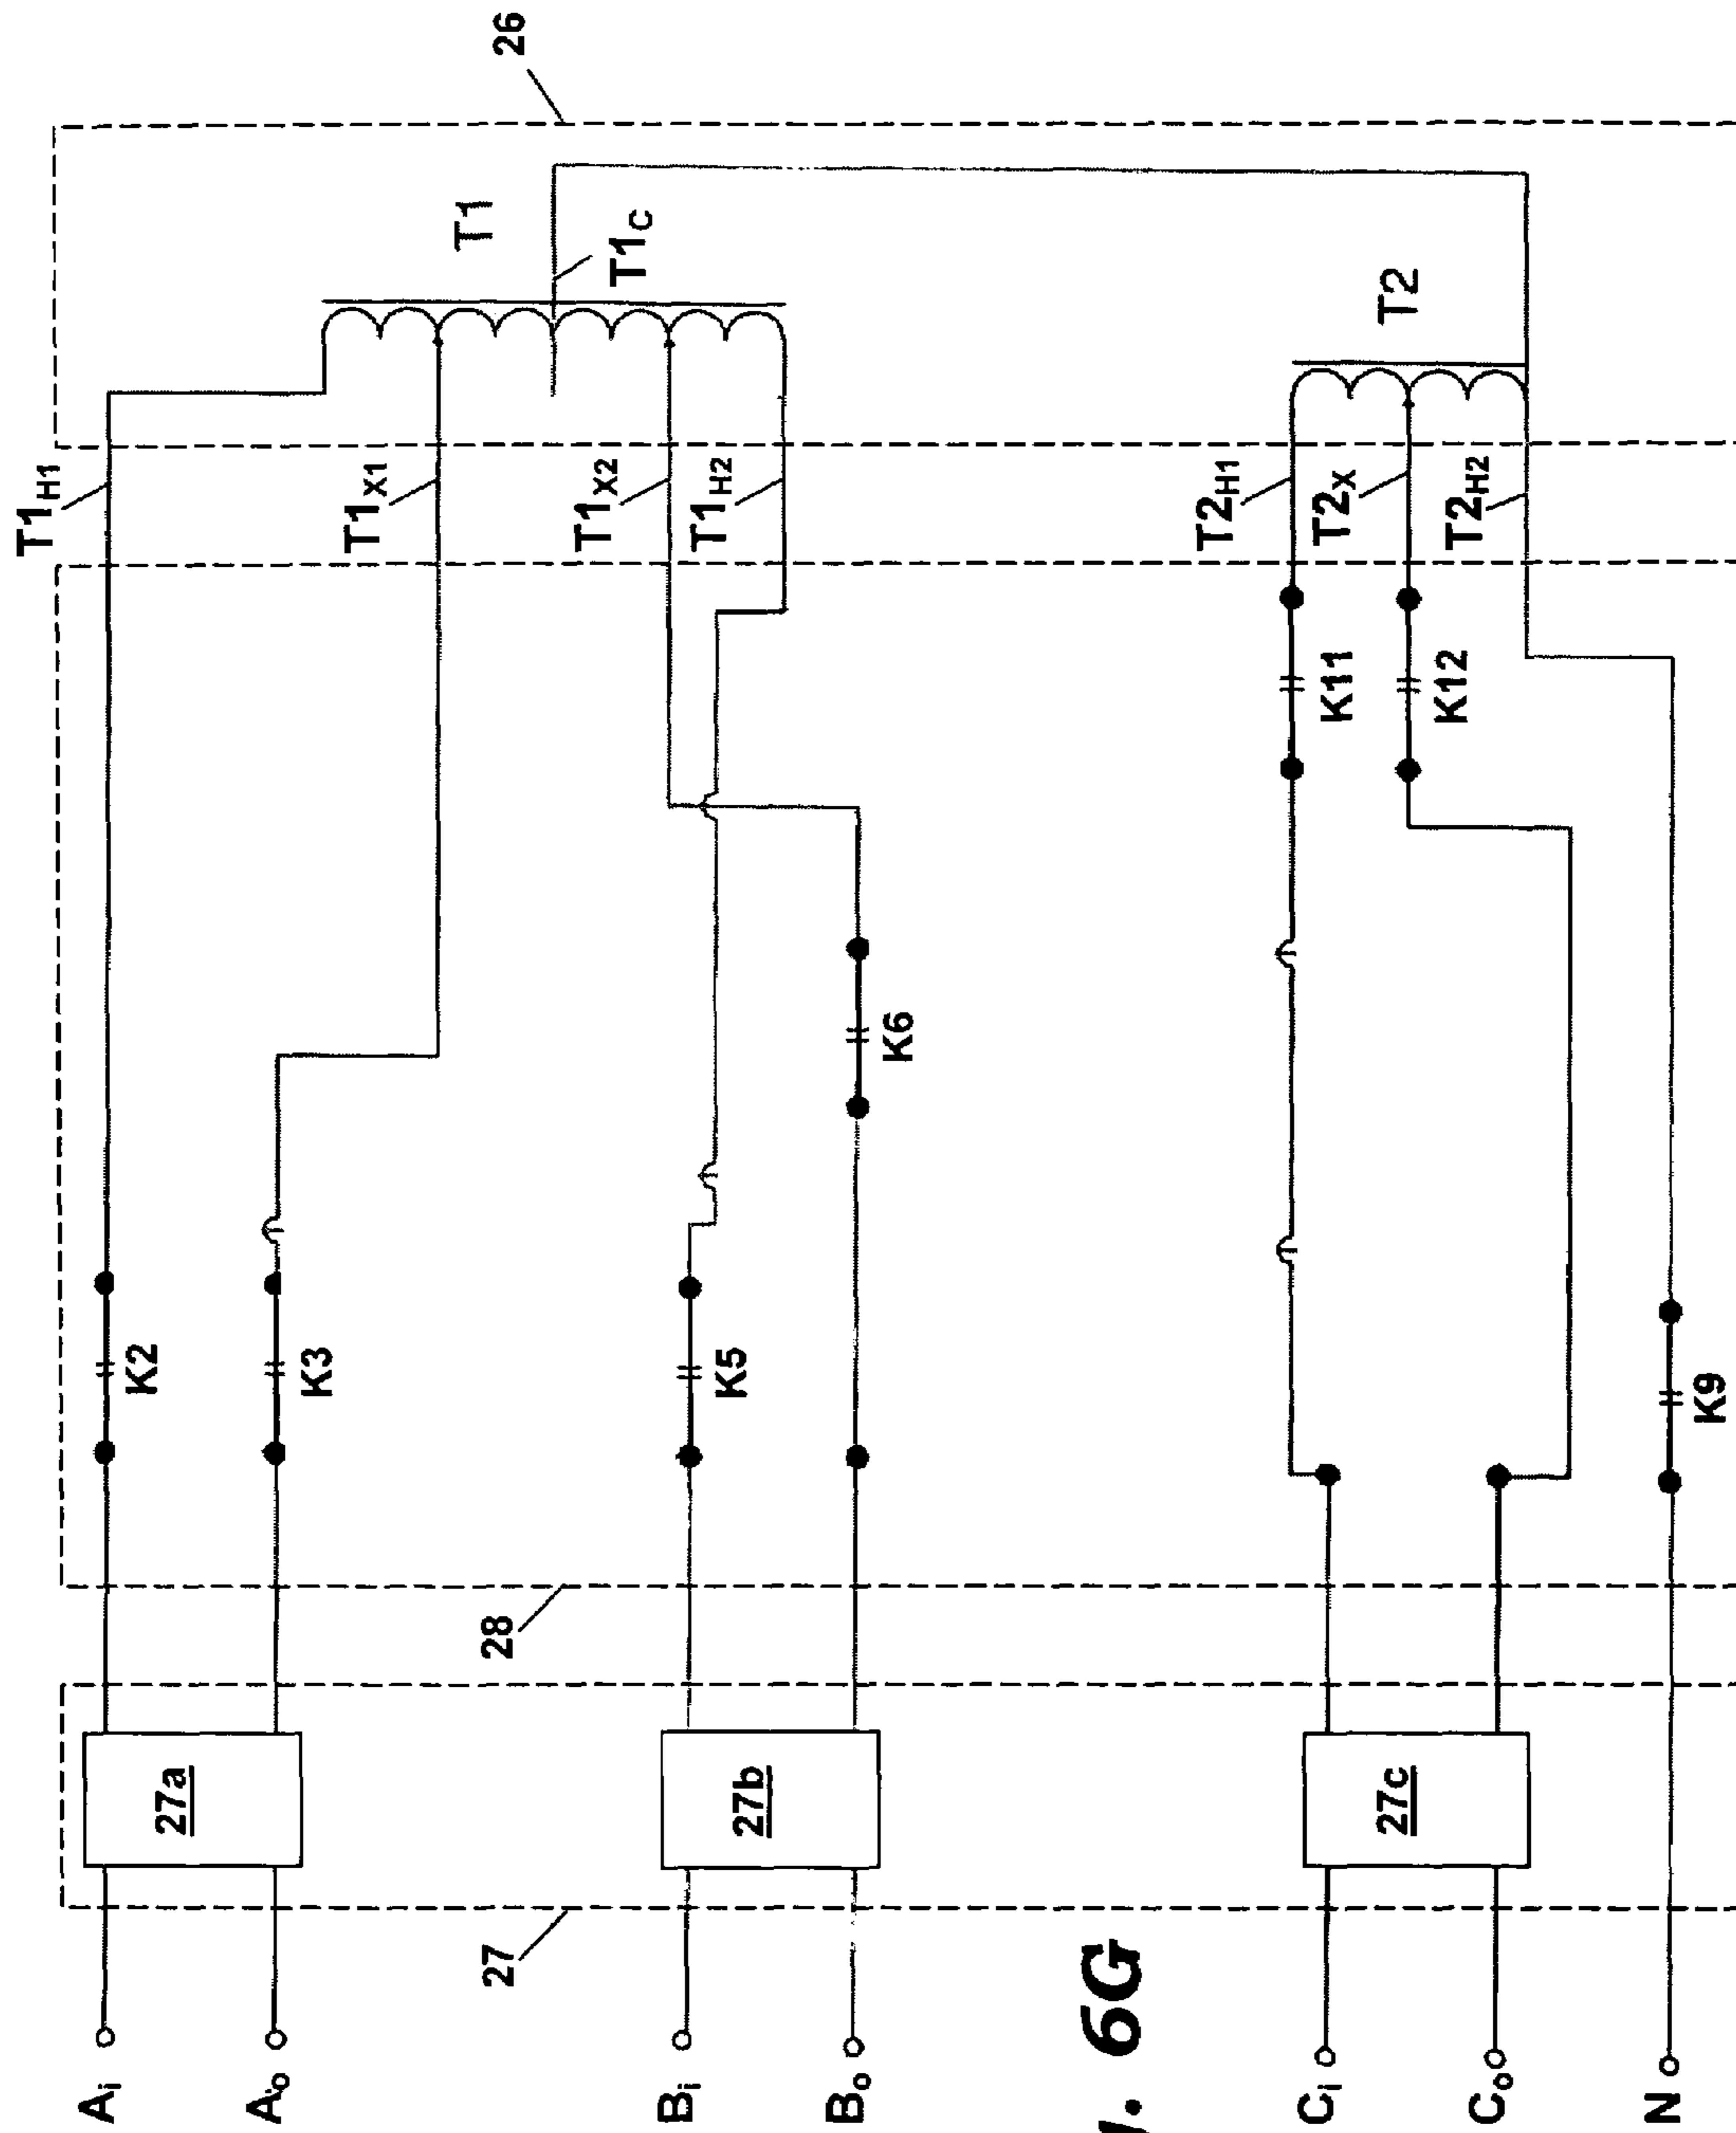 26
T1
T1C
T2
T1H1
T1X1
T1X2
T1H2
T2H1
T2X
T2H2
K11
K12
K6
K2
K3
K5
K9
28
27a
27b
27c
27
Ai
Ao
Bi
Bo
Ci
Co
N
6G